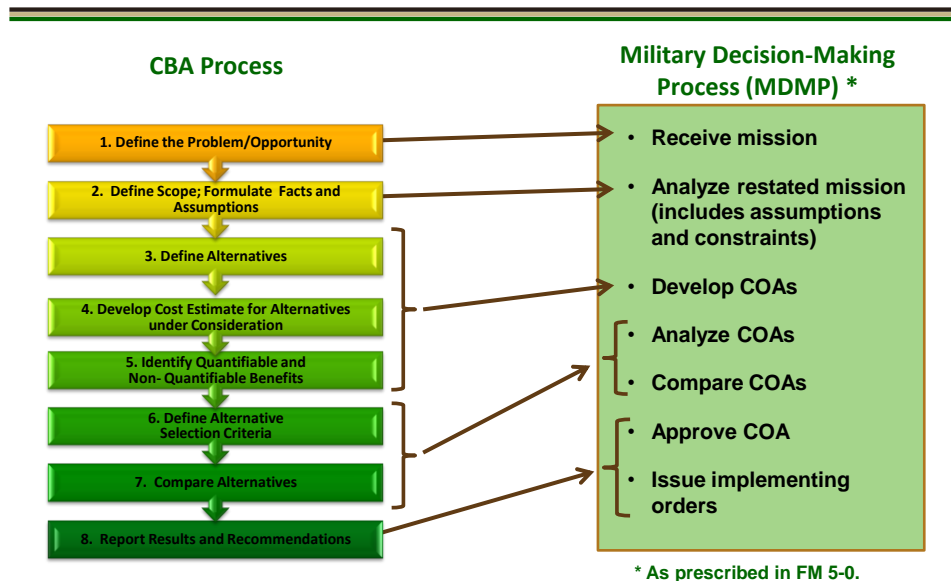 CBA Process
1. Define the Problem/Opportunity
2. Define Scope; Formulate Facts and
Assumptions
3. Define Alternatives
4. Develop Cost Estimate for Alternatives
under Consideration
5. Identify Quantifiable and
Non- Quantifiable Benefits
6. Define Alternative
Selection Criteria
7. Compare Alternatives
8. Report Results and Recommendations
Military Decision-Making
Process (MDMP) *
• Receive mission
• Analyze restated mission
(includes assumptions
and constraints)
• Develop COAs
• Analyze COAs
• Compare COAs
• Approve COA
• Issue implementing
orders
* As prescribed in FM 5-0.